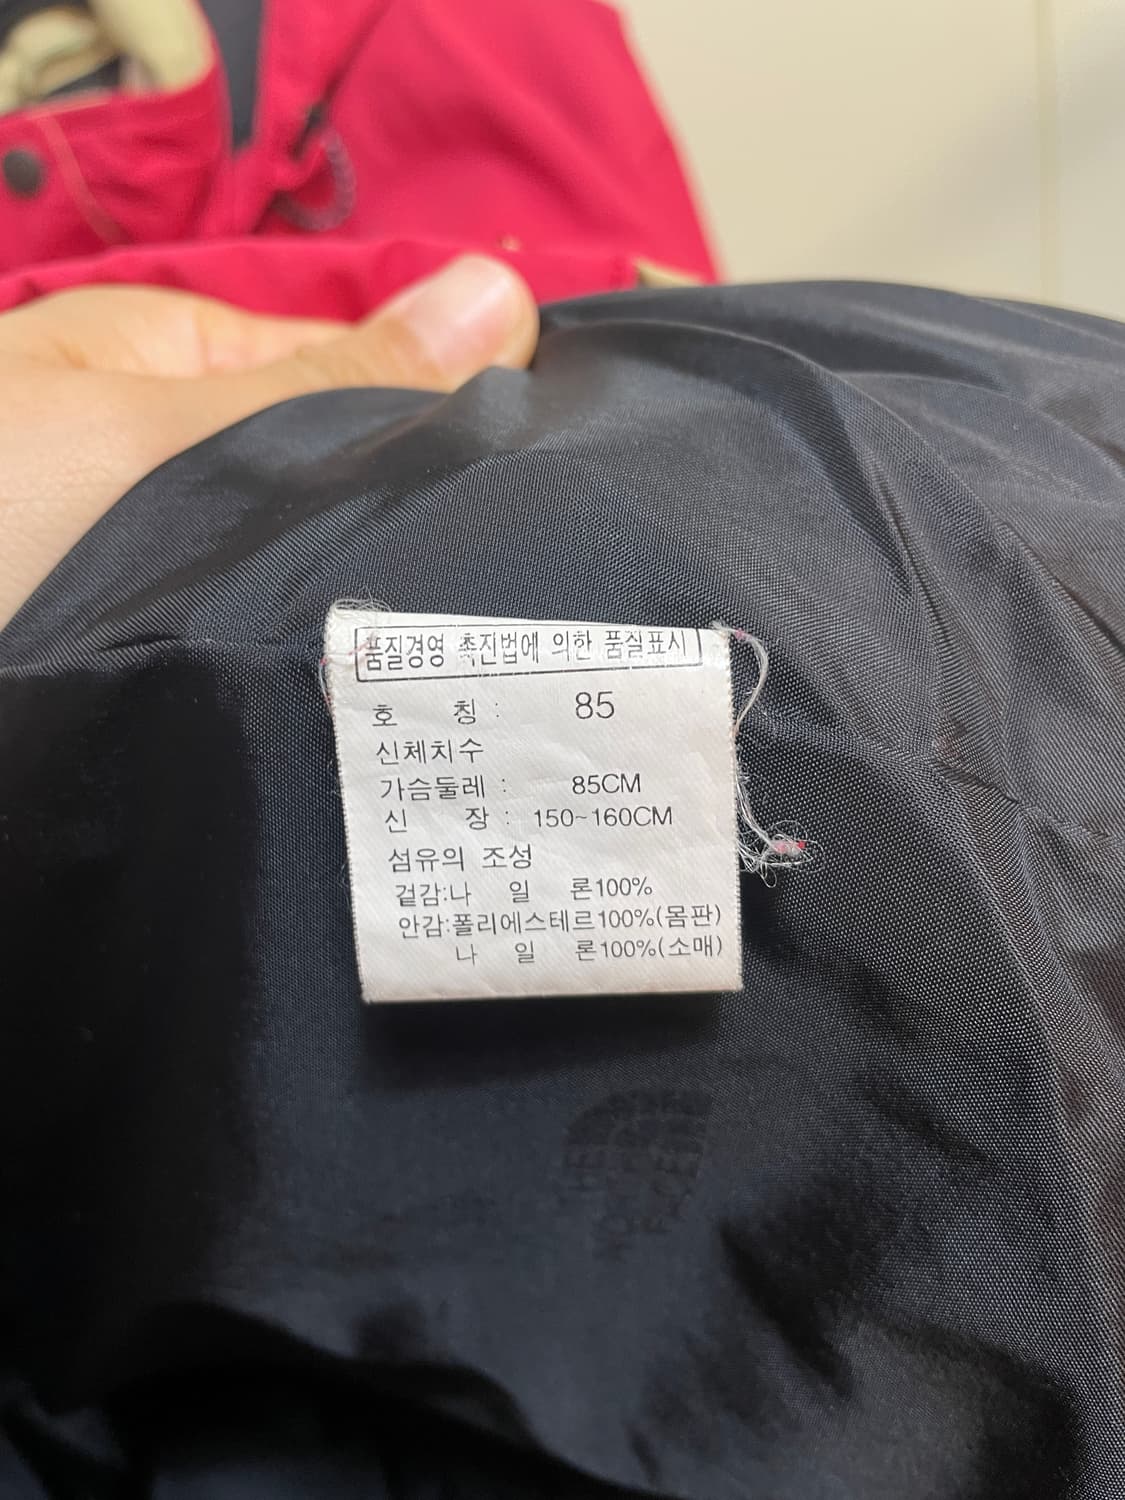 품질경영 촉진법에 의한 품질표시
호 칭 : 85
신체치수
가슴둘레 : 85CM
신 장 : 150~160CM
섬유의 조성
겉감:나 일 론100%
안감:폴리에스테르100%(몸판)
나 일 론100%(소매)